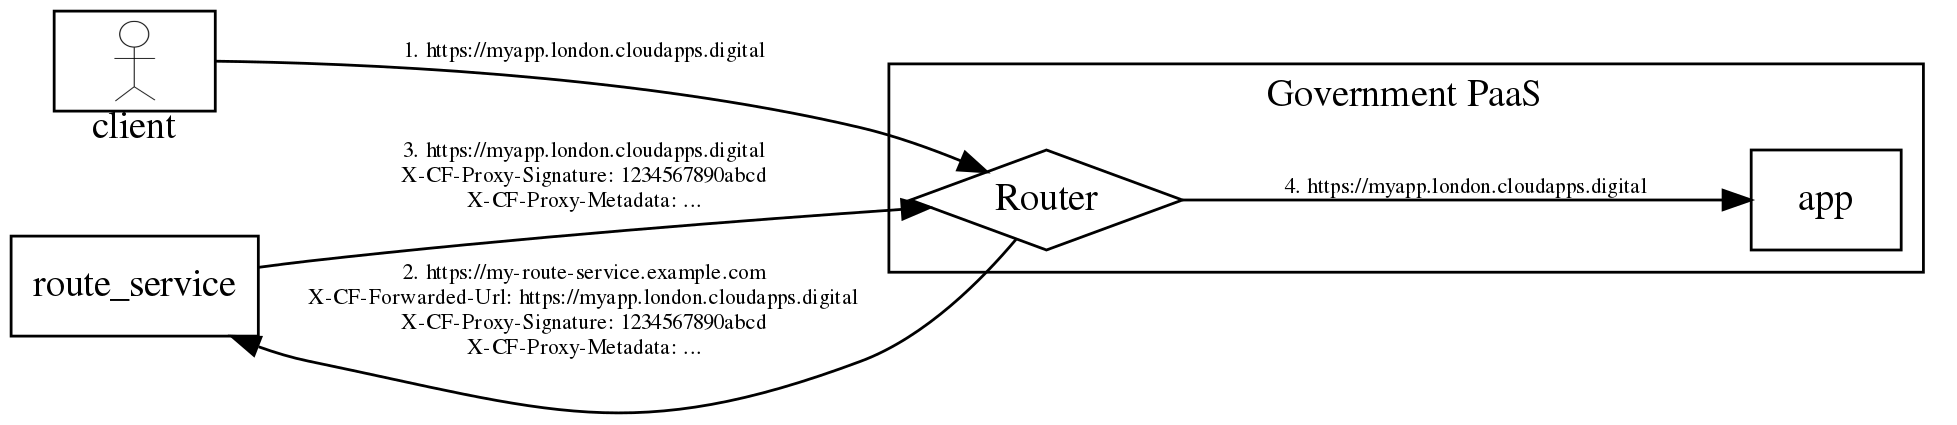 1. https://myapp.london.cloudapps.digital
client
Government PaaS
3. https://myapp.london.cloudapps.digital
X-CF-Proxy-Signature: 1234567890abcd
X-CF-Proxy-Metadata: ...
Router
4. https://myapp.london.cloudapps.digital
app
route_service
2. https://my-route-service.example.com
X-CF-Forwarded-Url: https://myapp.london.cloudapps.digital
X-CF-Proxy-Signature: 1234567890abcd
X-CF-Proxy-Metadata: ...